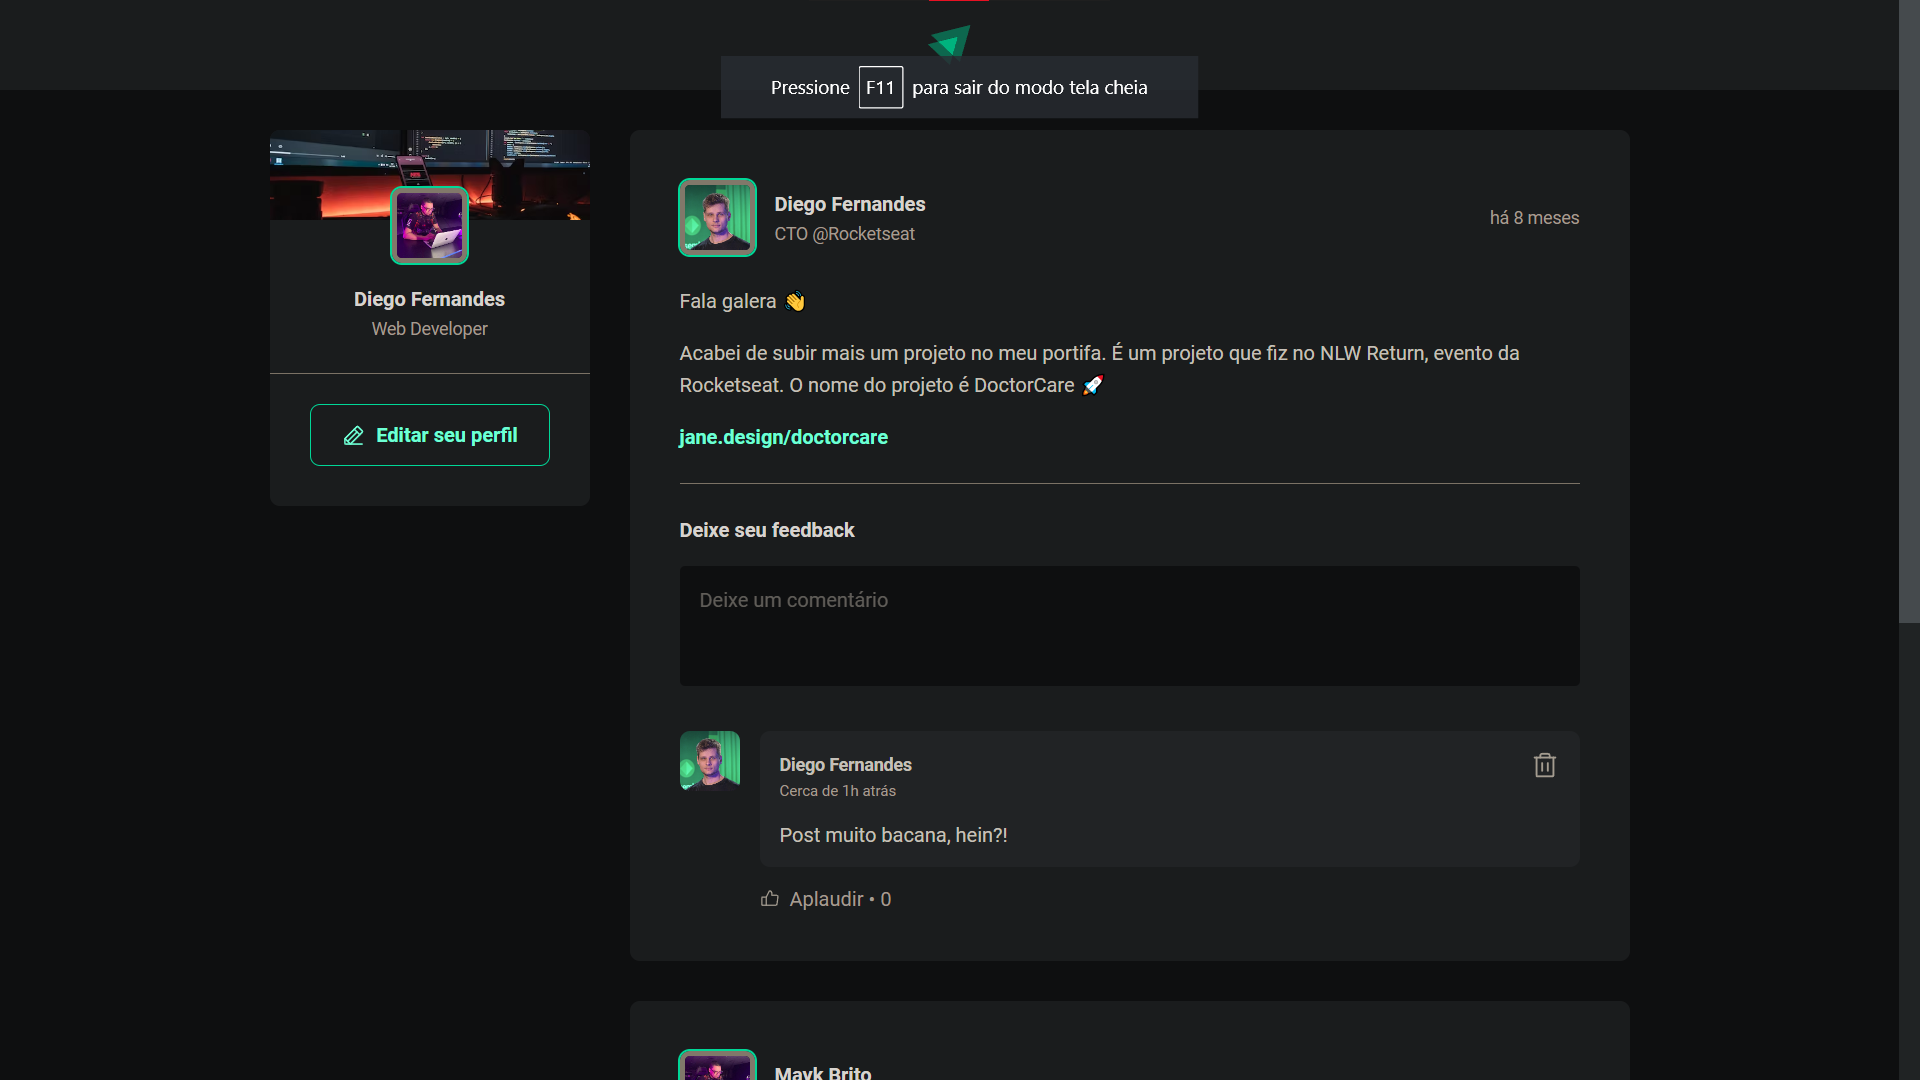 Pressione F11 para sair do modo tela cheia
Diego Fernandes
Web Developer
Editar seu perfil
Diego Fernandes
CTO @Rocketseat
há 8 meses
Fala galera 👋
Acabei de subir mais um projeto no meu portifa. É um projeto que fiz no NLW Return, evento da
Rocketseat. O nome do projeto é DoctorCare 🚀
jane.design/doctorcare
Deixe seu feedback
Deixe um comentário
Diego Fernandes
Cerca de 1h atrás
Post muito bacana, hein?!
Aplaudir • 0
Mayk Brito